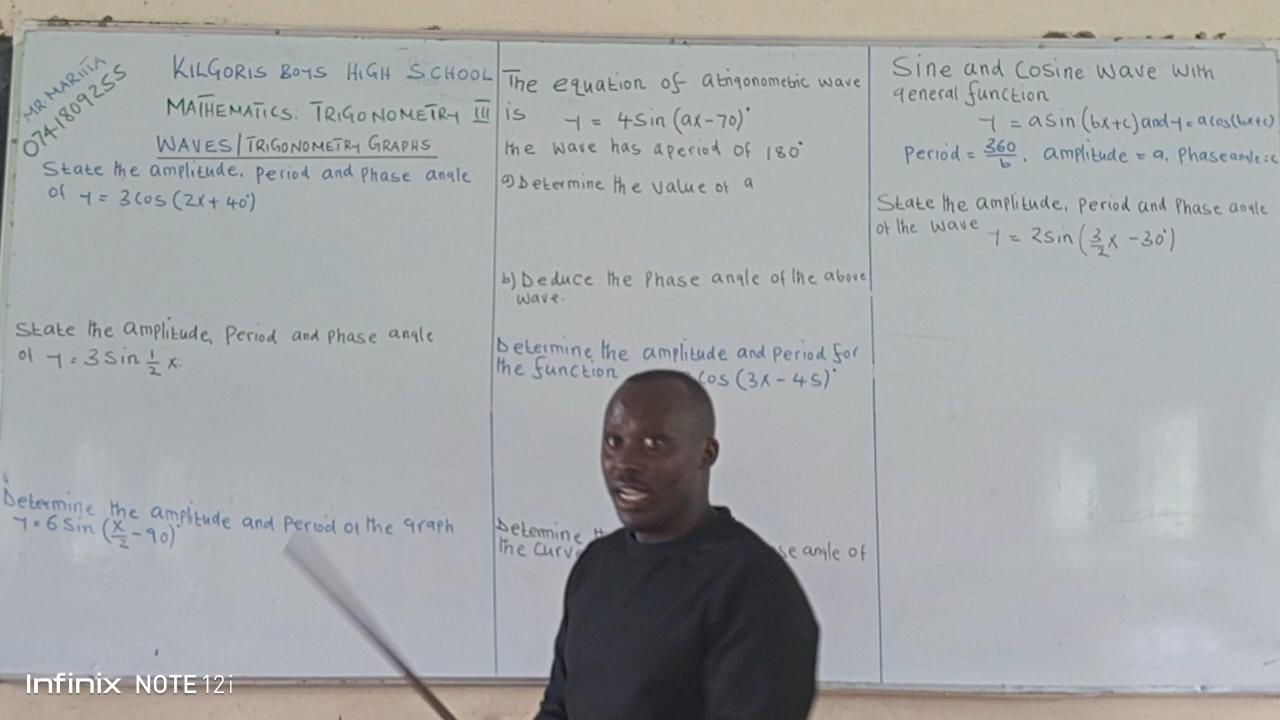 MR MARITA
0741809255
KILGORIS BOYS HIGH SCHOOL
MATHEMATICS: TRIGONOMETRY III
WAVES/TRIGONOMETRY GRAPHS
State the amplitude, period and phase angle
of y = 3cos(2x + 40°)
State the amplitude, period and phase angle
of y = 3 sin 1/2 x.
Determine the amplitude and period of the graph
y = 6 sin (x/2 - 90)°
The equation of a trigonometric wave
is y = 4 sin (ax - 70)°
the wave has a period of 180°
a) Determine the value of a
b) Deduce the phase angle of the above
wave.
Determine the amplitude and period for
the function cos (3x - 45)°
Determine
the curve se angle of
Sine and Cosine Wave with
general function
y = a sin (bx + c) and y = a cos(bx + c)
Period = 360/b, amplitude = a, Phase angle = c
State the amplitude, period and phase angle
of the wave y = 2 sin (3/2 x - 30°)
Infinix NOTE 12i